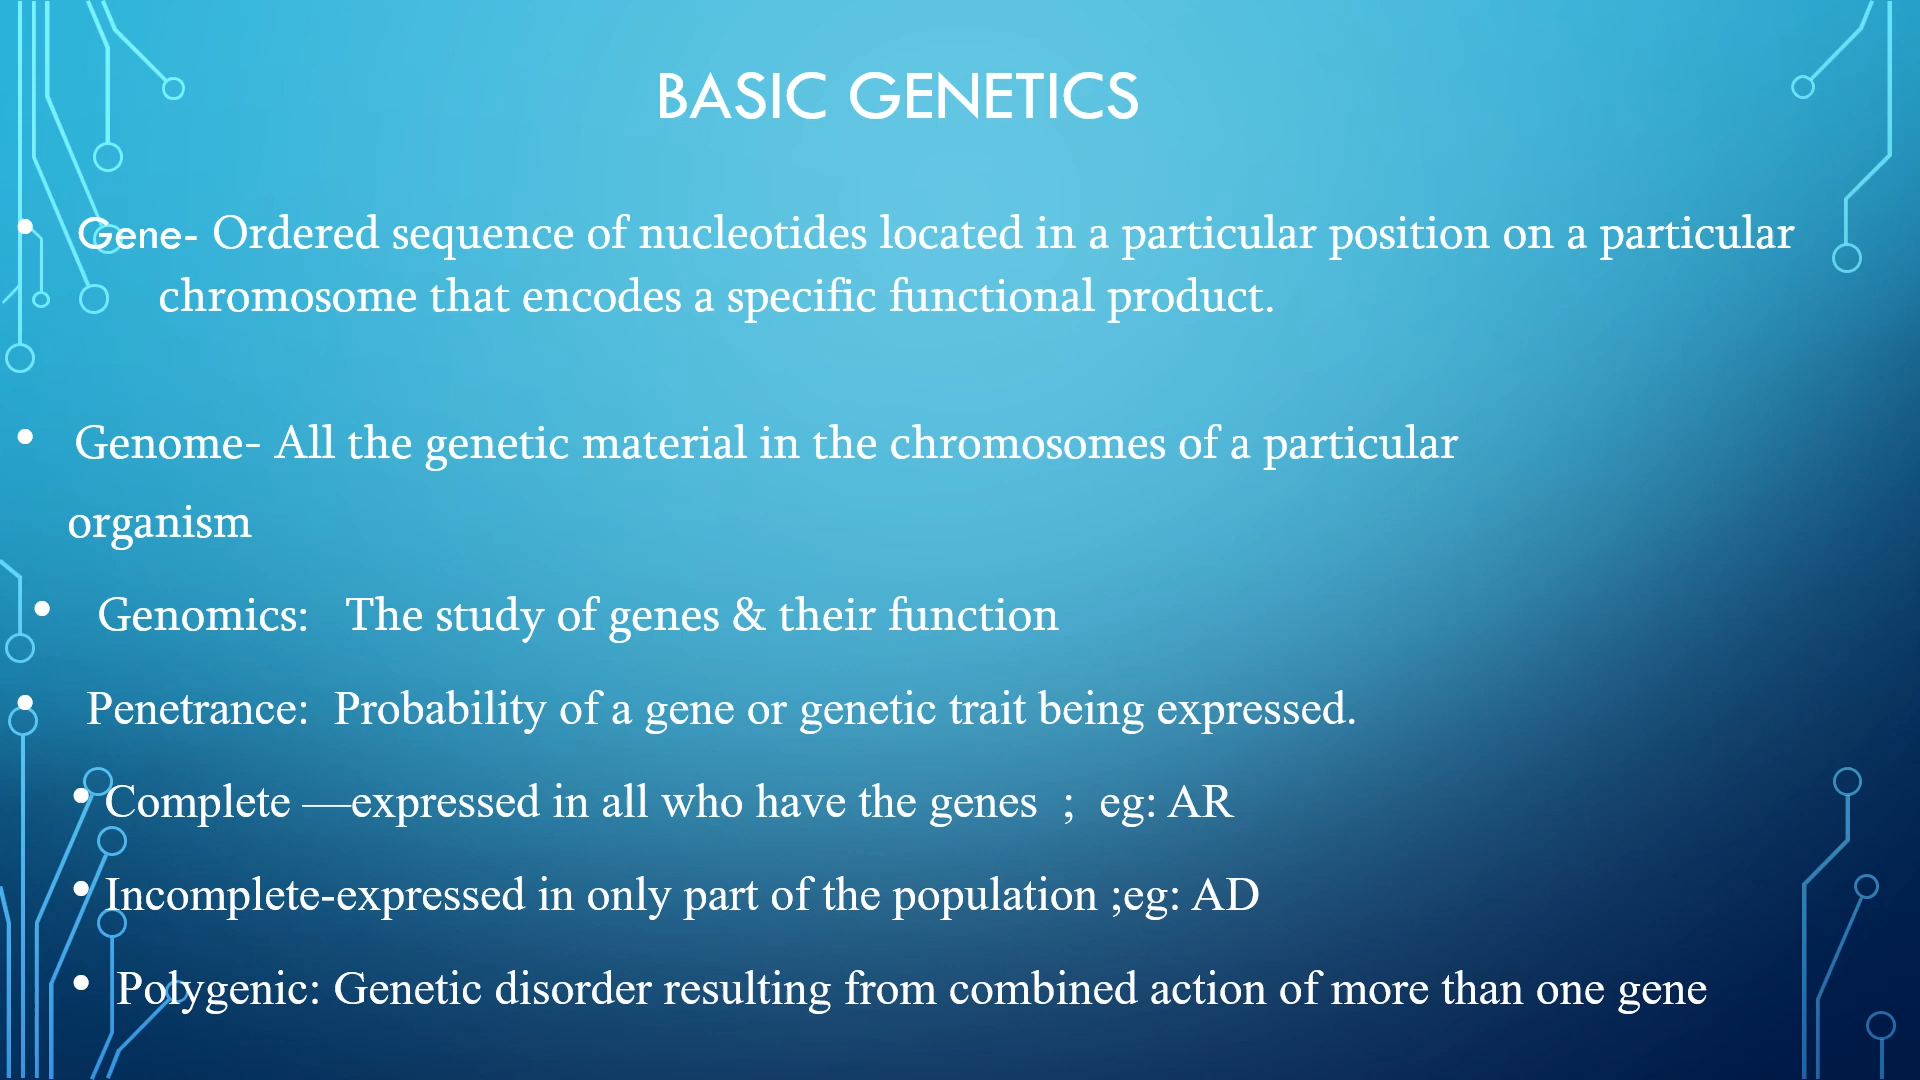 BASIC GENETICS
• Gene- Ordered sequence of nucleotides located in a particular position on a particular
chromosome that encodes a specific functional product.
• Genome- All the genetic material in the chromosomes of a particular
organism
• Genomics: The study of genes & their function
• Penetrance: Probability of a gene or genetic trait being expressed.
• Complete —expressed in all who have the genes ; eg: AR
• Incomplete-expressed in only part of the population ;eg: AD
• Polygenic: Genetic disorder resulting from combined action of more than one gene